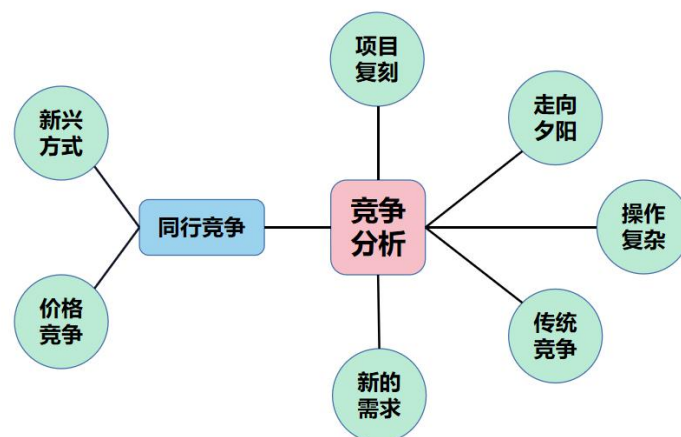 项目
复刻
新兴
方式
走向
夕阳
同行竞争
竞争
分析
操作
复杂
价格
竞争
传统
竞争
新的
需求